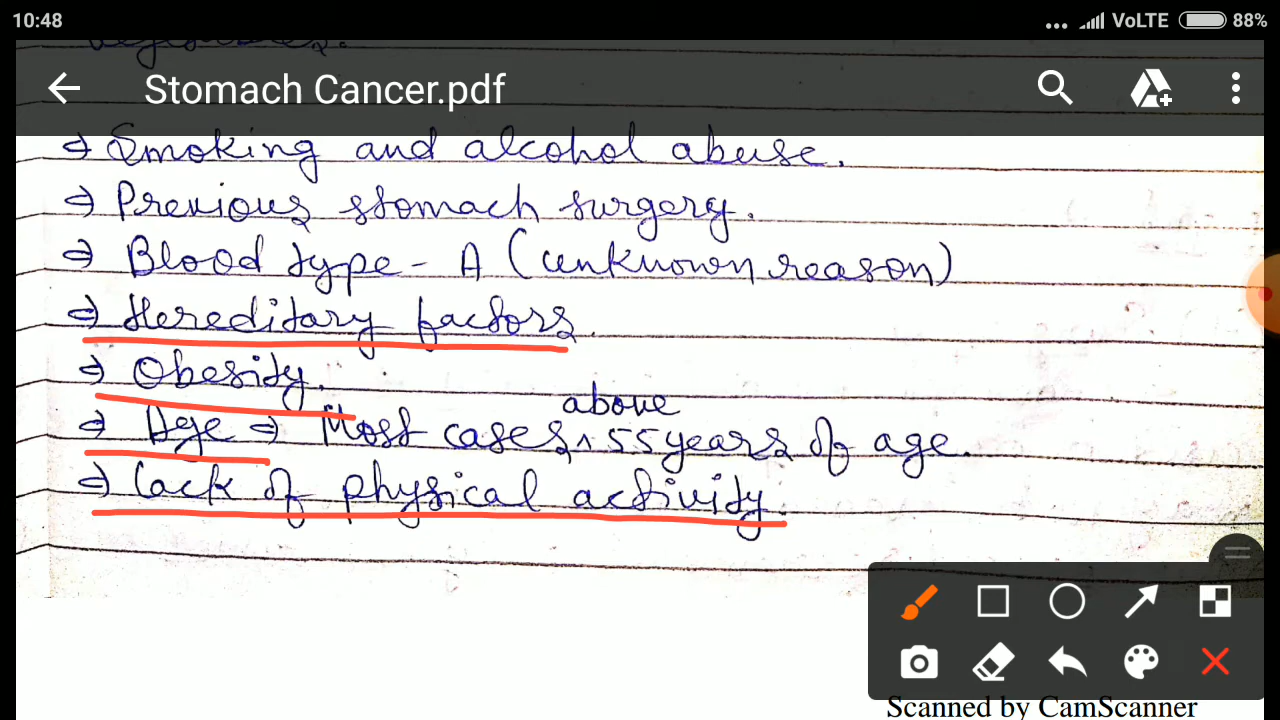 10:48 ... VoLTE 88%
Stomach Cancer.pdf
⇒ Smoking and alcohol abuse.
⇒ Previous stomach surgery.
⇒ Blood type - A (unknown reason)
⇒ Hereditary factors.
⇒ Obesity.
⇒ Age ⇒ Most cases ^above 55 years of age.
⇒ Lack of physical activity.
Scanned by CamScanner